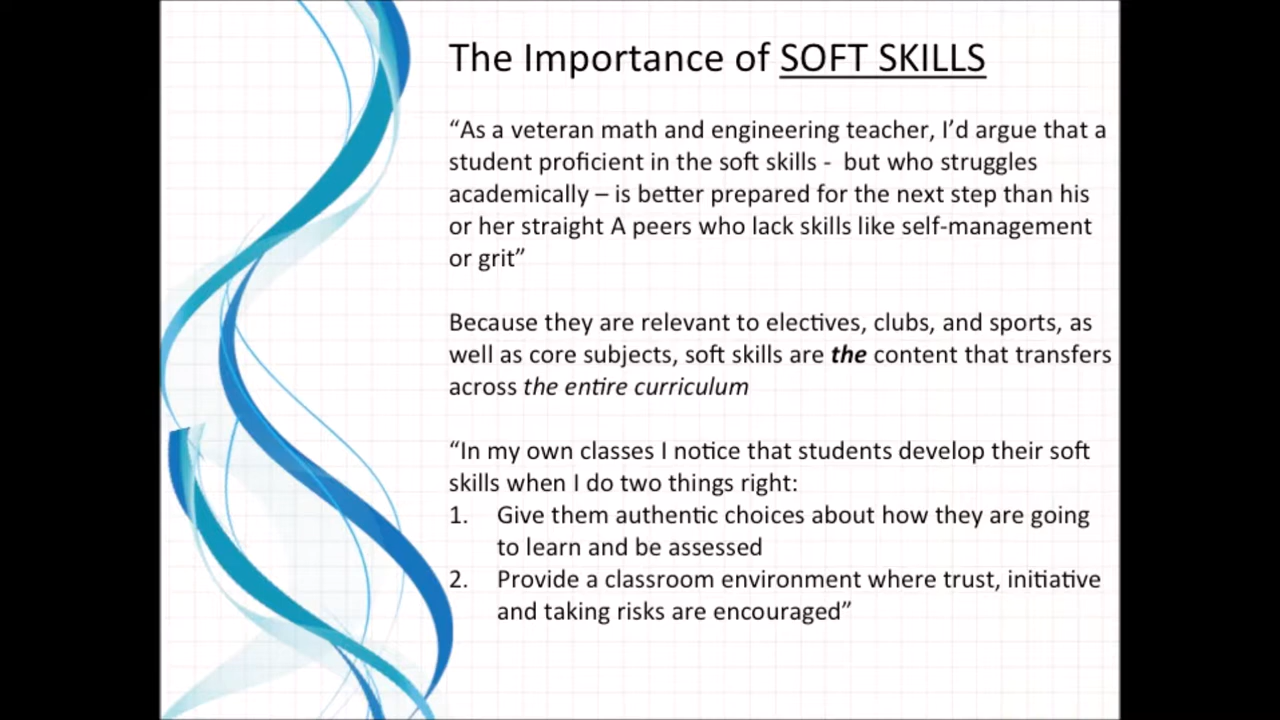 The Importance of SOFT SKILLS
“As a veteran math and engineering teacher, I’d argue that a
student proficient in the soft skills - but who struggles
academically – is better prepared for the next step than his
or her straight A peers who lack skills like self-management
or grit”
Because they are relevant to electives, clubs, and sports, as
well as core subjects, soft skills are the content that transfers
across the entire curriculum
“In my own classes I notice that students develop their soft
skills when I do two things right:
1. Give them authentic choices about how they are going
to learn and be assessed
2. Provide a classroom environment where trust, initiative
and taking risks are encouraged”